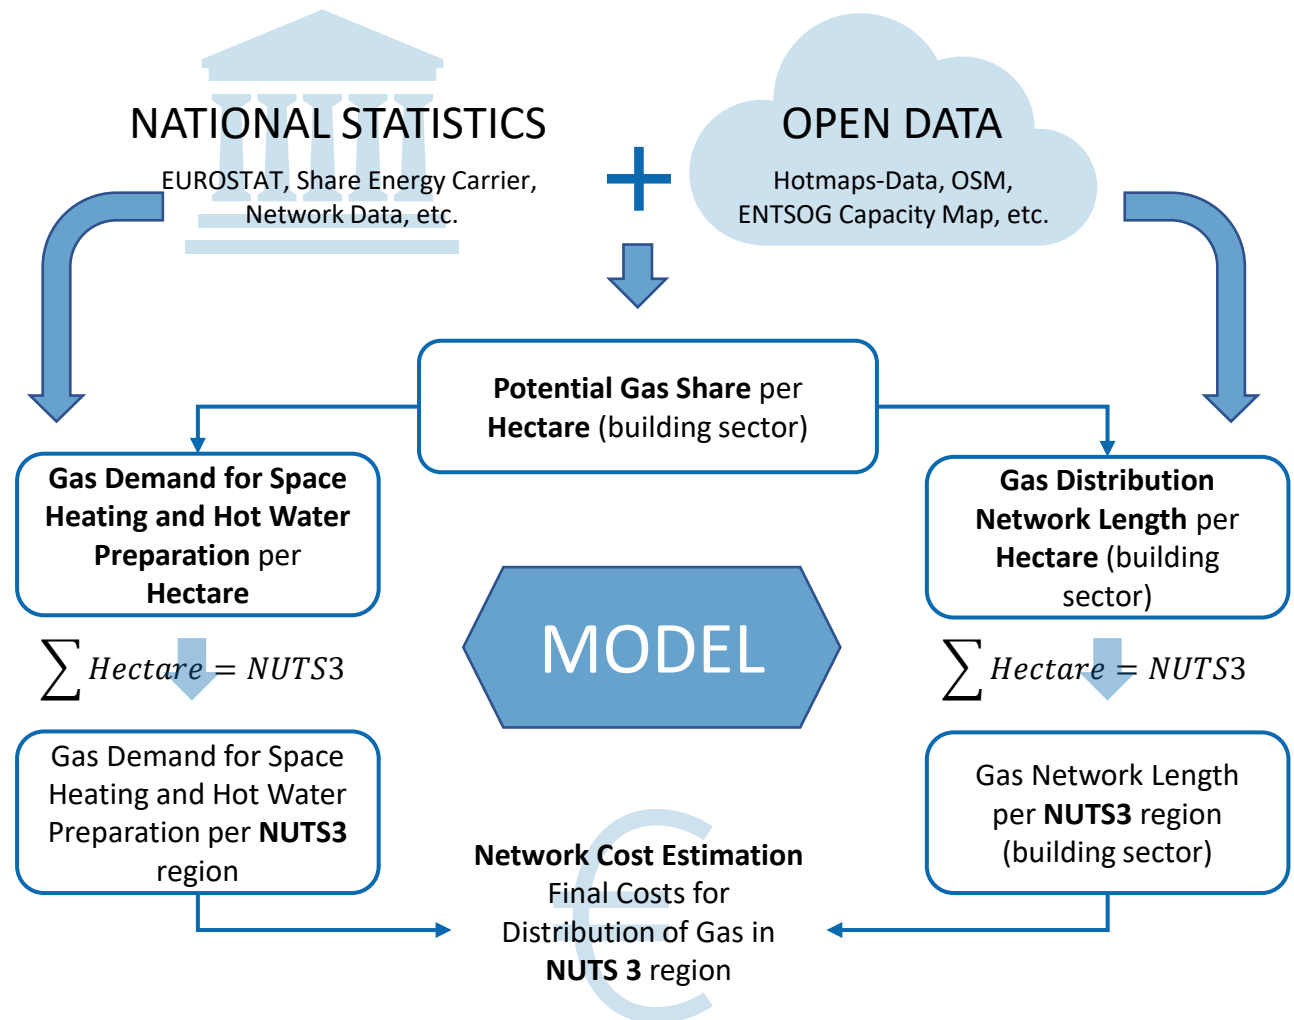 NATIONAL STATISTICS
EUROSTAT, Share Energy Carrier,
Network Data, etc.
+
OPEN DATA
Hotmaps-Data, OSM,
ENTSOG Capacity Map, etc.
Potential Gas Share per
Hectare (building sector)
Gas Demand for Space
Heating and Hot Water
Preparation per
Hectare
Gas Distribution
Network Length per
Hectare (building
sector)
MODEL
∑ Hectare = NUTS3
∑ Hectare = NUTS3
Gas Demand for Space
Heating and Hot Water
Preparation per NUTS3
region
Gas Network Length
per NUTS3 region
(building sector)
€
Network Cost Estimation
Final Costs for
Distribution of Gas in
NUTS 3 region